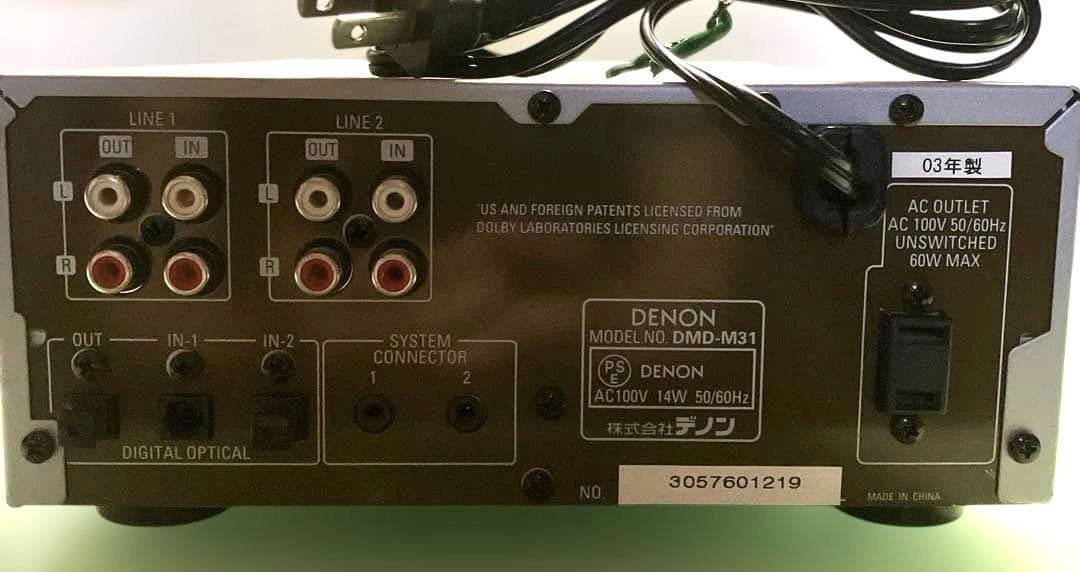 LINE 1
OUT IN
L
R
LINE 2
OUT IN
L
R
"US AND FOREIGN PATENTS LICENSED FROM
DOLBY LABORATORIES LICENSING CORPORATION"
03年製
AC OUTLET
AC 100V 50/60Hz
UNSWITCHED
60W MAX
OUT IN-1 IN-2
DIGITAL OPTICAL
SYSTEM
CONNECTOR
1 2
DENON
MODEL NO. DMD-M31
PS
E
DENON
AC100V 14W 50/60Hz
株式会社デノン
NO. 3057601219
MADE IN CHINA